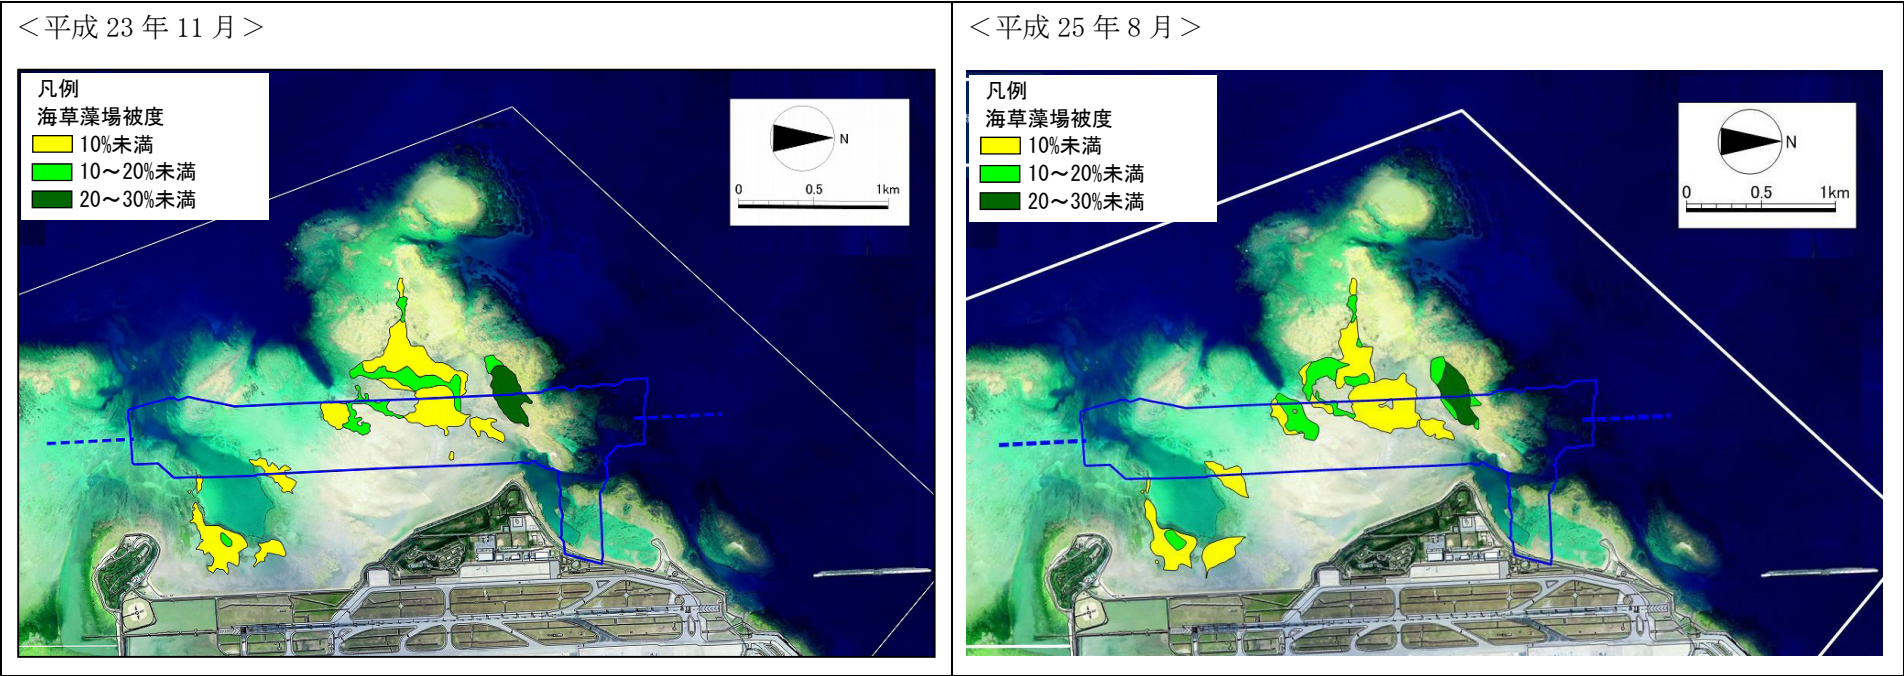 ＜平成 23 年 11 月＞
凡例
海草藻場被度
10%未満
10～20%未満
20～30%未満
N
0 0.5 1km
＜平成 25 年 8 月＞
凡例
海草藻場被度
10%未満
10～20%未満
20～30%未満
N
0 0.5 1km